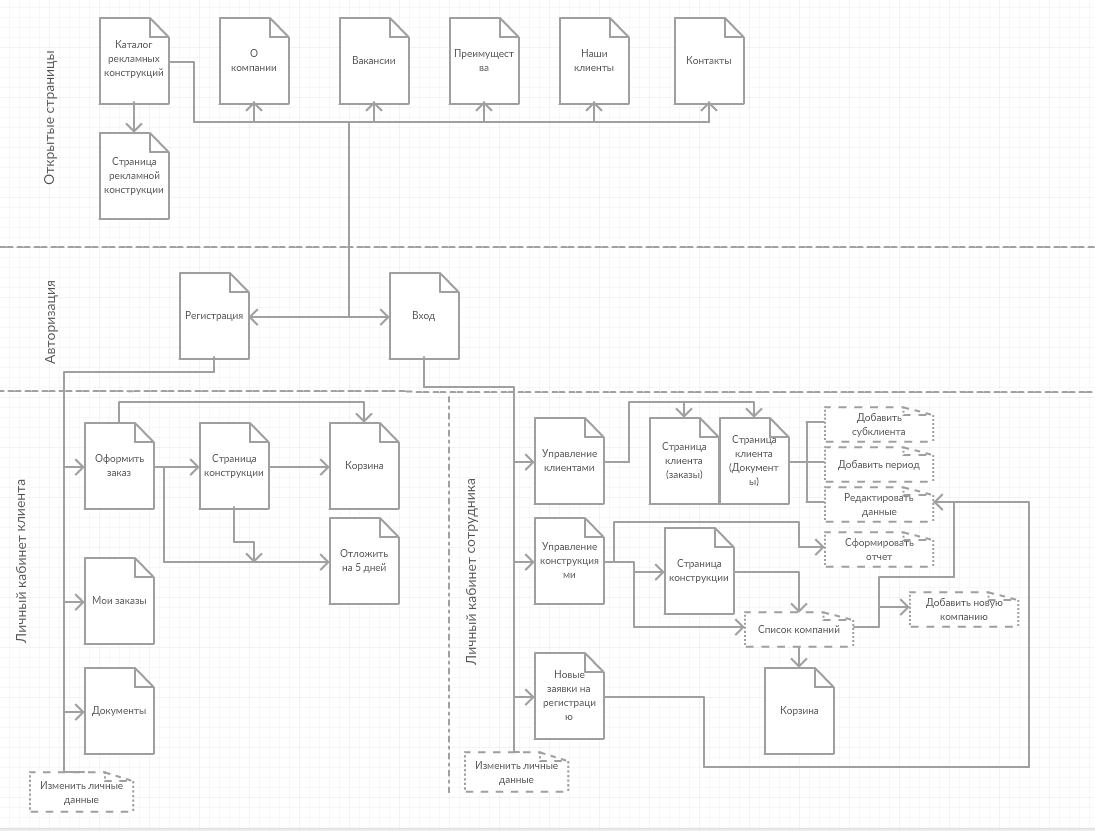 Открытые страницы
Каталог
рекламных
конструкций
О
компании
Вакансии
Преимущест
ва
Наши
клиенты
Контакты
Страница
рекламной
конструкции
Авторизация
Регистрация
Вход
Личный кабинет клиента
Оформить
заказ
Страница
конструкции
Корзина
Отложить
на 5 дней
Мои заказы
Документы
Изменить личные
данные
Личный кабинет сотрудника
Управление
клиентами
Страница
клиента
(заказы)
Страница
клиента
(Документ
ы)
Добавить
субклиента
Добавить период
Редактировать
данные
Сформировать
отчет
Управление
конструкция
ми
Страница
конструкции
Список компаний
Добавить новую
компанию
Новые
заявки на
регистраци
ю
Корзина
Изменить личные
данные